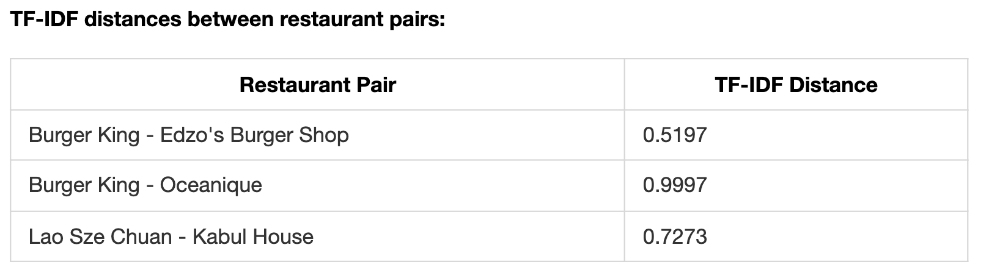 TF-IDF distances between restaurant pairs:
Restaurant Pair TF-IDF Distance
Burger King - Edzo's Burger Shop 0.5197
Burger King - Oceanique 0.9997
Lao Sze Chuan - Kabul House 0.7273